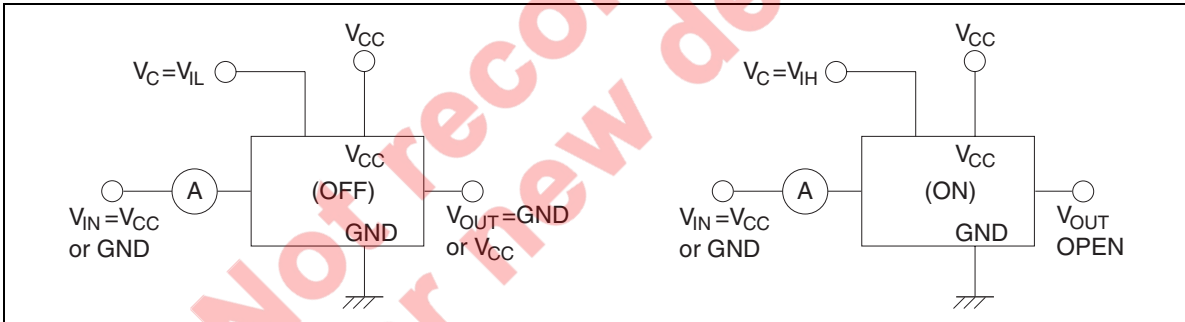 VCC
VC=VIL
VCC
(OFF)
A
VIN=VCC
or GND
GND
VOUT=GND
or VCC
VCC
VC=VIH
VCC
(ON)
A
VIN=VCC
or GND
GND
VOUT
OPEN
Not recom
r new de